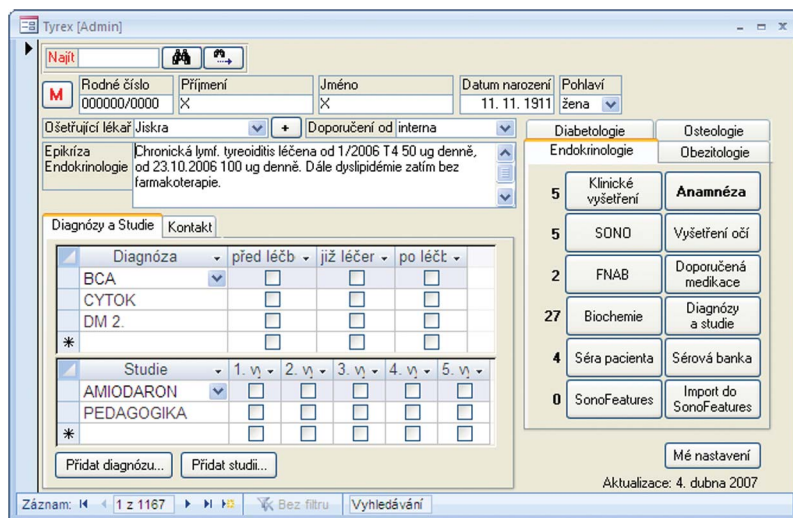 Tyrex [Admin]
Najít
M
Rodné číslo Příjmení Jméno Datum narození Pohlaví
000000/0000 X X 11. 11. 1911 žena
Ošetřující lékař Jiskra + Doporučení od interna
Epikríza
Endokrinologie
Chronická lymf. tyreoiditis léčena od 1/2006 T4 50 ug denně,
od 23.10.2006 100 ug denně. Dále dyslipidémie zatím bez
farmakoterapie.
Diagnózy a Studie Kontakt
Diagnóza před léčb již léčer po léčt
BCA
CYTOK
DM 2.
*
Studie 1. vy 2. vy 3. vy 4. vy 5. vy
AMIODARON
PEDAGOGIKA
*
Přidat diagnózu... Přidat studii...
Diabetologie Osteologie
Endokrinologie Obezitologie
5 Klinické vyšetření Anamnéza
5 SONO Vyšetření očí
2 FNAB Doporučená medikace
27 Biochemie Diagnózy a studie
4 Séra pacienta Sérová banka
0 SonoFeatures Import do SonoFeatures
Mé nastavení
Aktualizace: 4. dubna 2007
Záznam: 1 z 1167 Bez filtru Vyhledávání